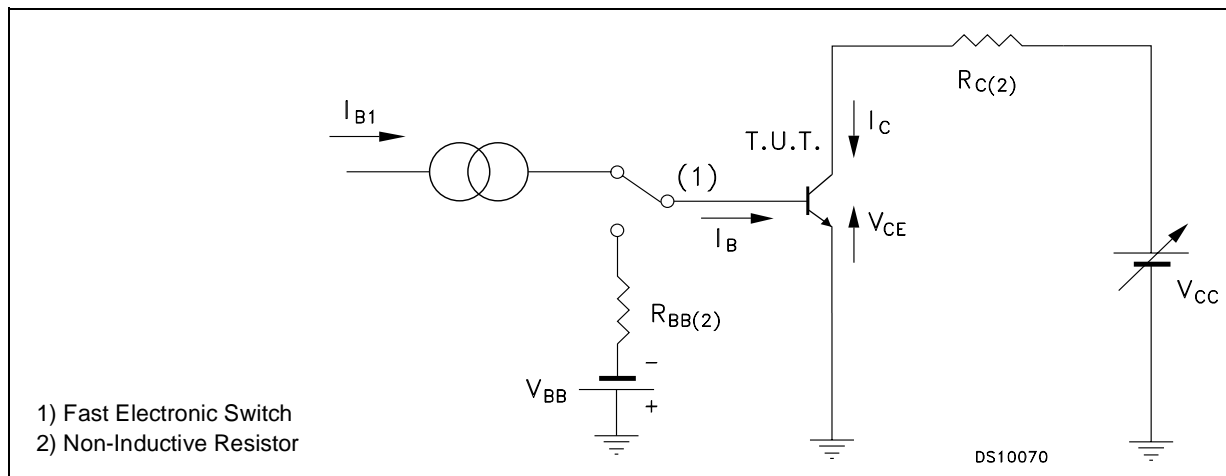 I_B1
R_C(2)
I_C
T.U.T.
(1)
I_B
V_CE
V_CC
R_BB(2)
-
V_BB
+
1) Fast Electronic Switch
2) Non-Inductive Resistor
DS10070